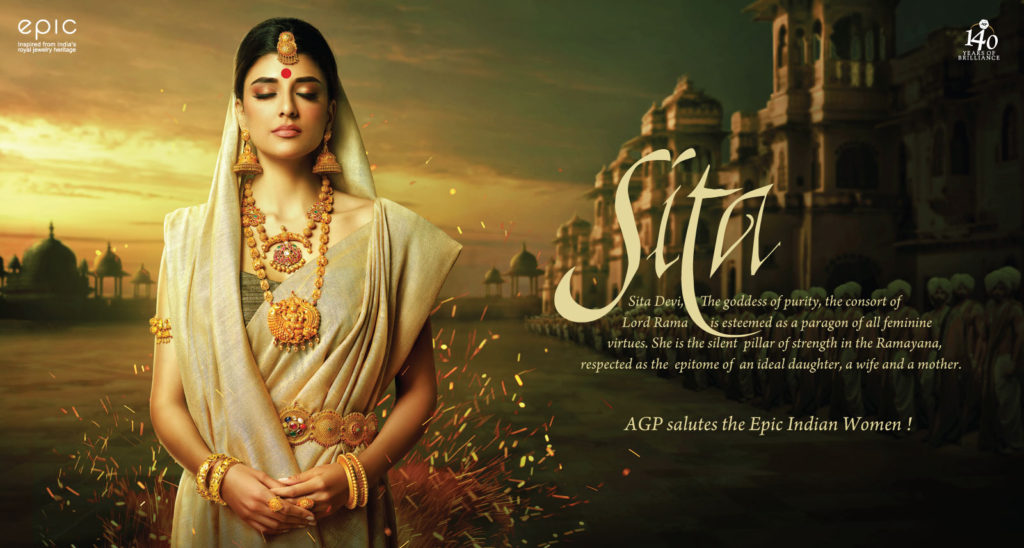 epic
Inspired from India's
royal jewelry heritage
140
YEARS OF
BRILLIANCE
Sita
Sita Devi, The goddess of purity, the consort of
Lord Rama is esteemed as a paragon of all feminine
virtues. She is the silent pillar of strength in the Ramayana,
respected as the epitome of an ideal daughter, a wife and a mother.
AGP salutes the Epic Indian Women !